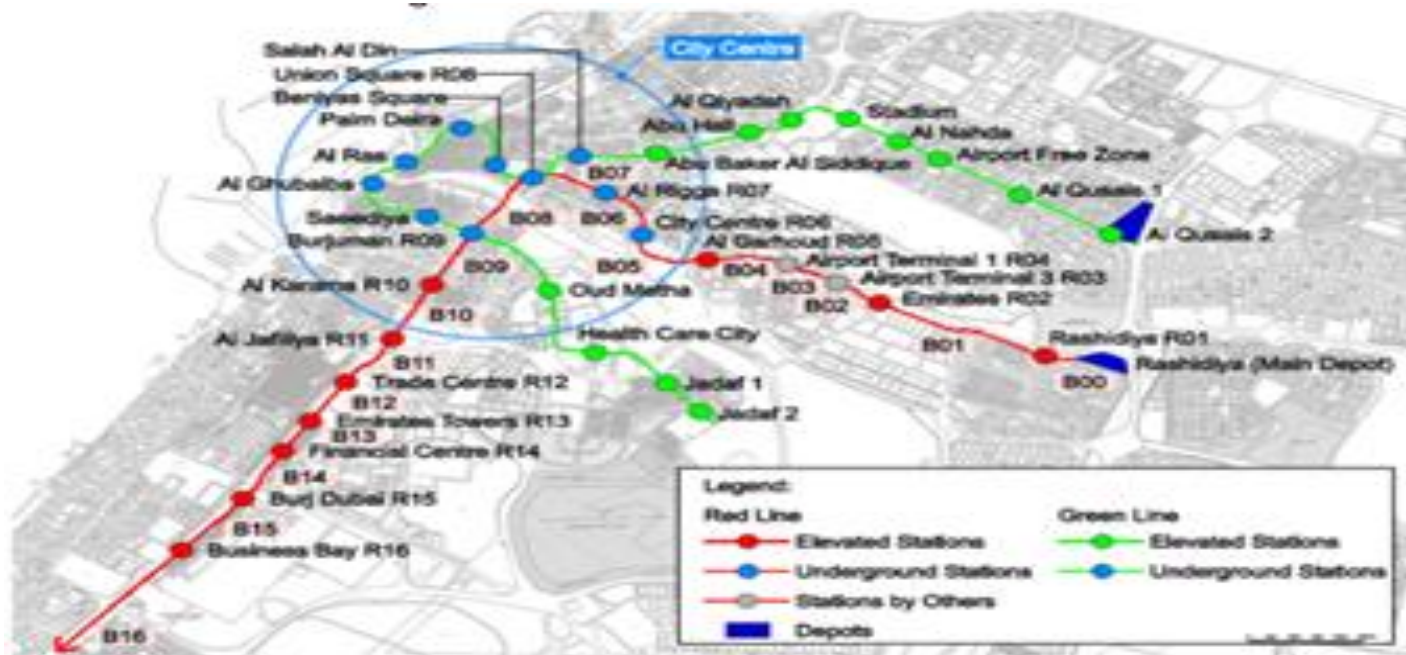 Salah Al Din
City Centre
Union Square R08
Beniyas Square
Palm Deira
Al Qiyadah
Stadium
Abu Hail
Al Nahda
Al Ras
Abu Baker Al Siddique
Airport Free Zone
Al Ghubaiba
B07
Al Rigga R07
Al Qusais 1
Saeediya
B08
B06
City Centre R06
Burjuman R09
Al Garhoud R05
Al Qusais 2
B09
B05
B04
Airport Terminal 1 R04
Al Karama R10
Oud Metha
B03
Airport Terminal 3 R03
B10
B02
Emirates R02
Al Jafiliya R11
Health Care City
B01
Rashidiya R01
B11
Rashidiya (Main Depot)
Trade Centre R12
Jadaf 1
B00
B12
Emirates Towers R13
Jadaf 2
B13
Financial Centre R14
B14
Burj Dubai R15
B15
Business Bay R16
B16
Legend:
Red Line
Green Line
Elevated Stations
Elevated Stations
Underground Stations
Underground Stations
Stations by Others
Depots